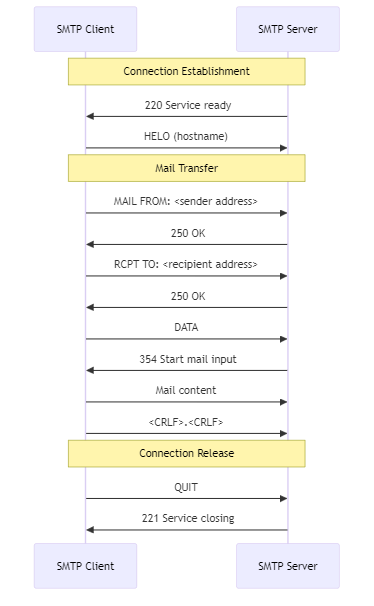 SMTP Client
SMTP Server
Connection Establishment
220 Service ready
HELO (hostname)
Mail Transfer
MAIL FROM: <sender address>
250 OK
RCPT TO: <recipient address>
250 OK
DATA
354 Start mail input
Mail content
<CRLF>.<CRLF>
Connection Release
QUIT
221 Service closing
SMTP Client
SMTP Server